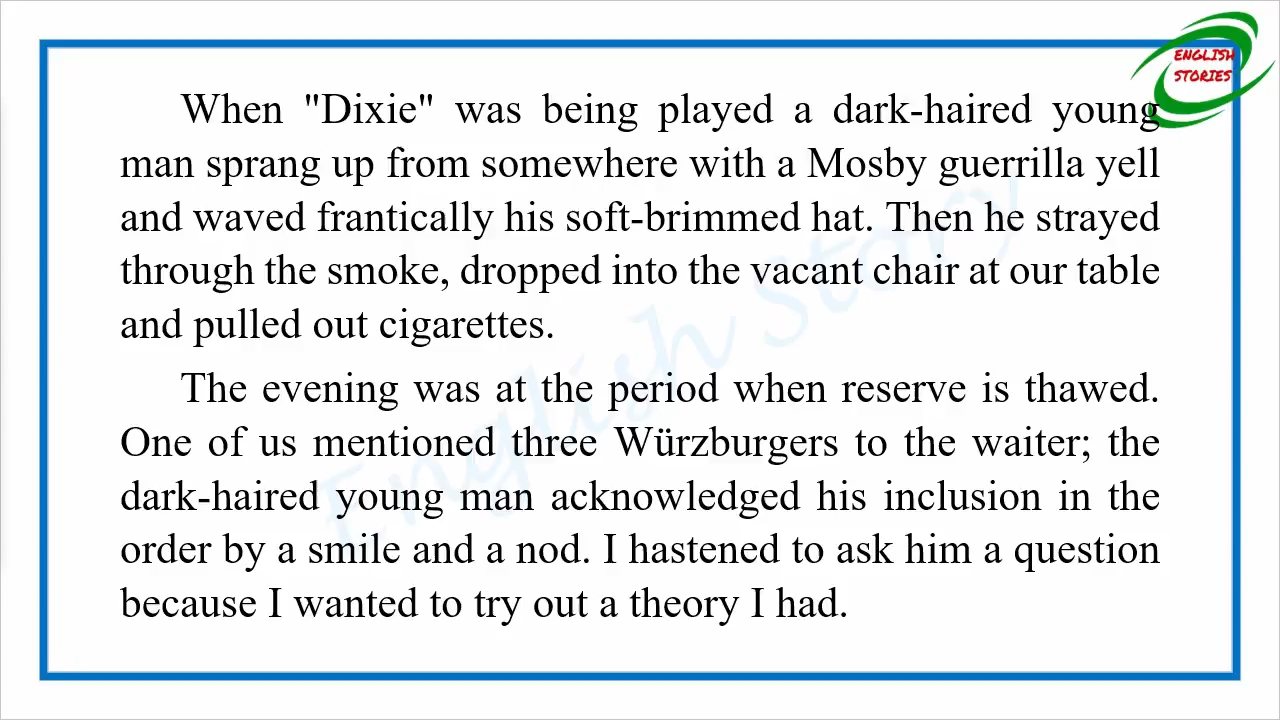 ENGLISH
STORIES
When "Dixie" was being played a dark-haired young
man sprang up from somewhere with a Mosby guerrilla yell
and waved frantically his soft-brimmed hat. Then he strayed
through the smoke, dropped into the vacant chair at our table
and pulled out cigarettes.
The evening was at the period when reserve is thawed.
One of us mentioned three Würzburgers to the waiter; the
dark-haired young man acknowledged his inclusion in the
order by a smile and a nod. I hastened to ask him a question
because I wanted to try out a theory I had.
English Story